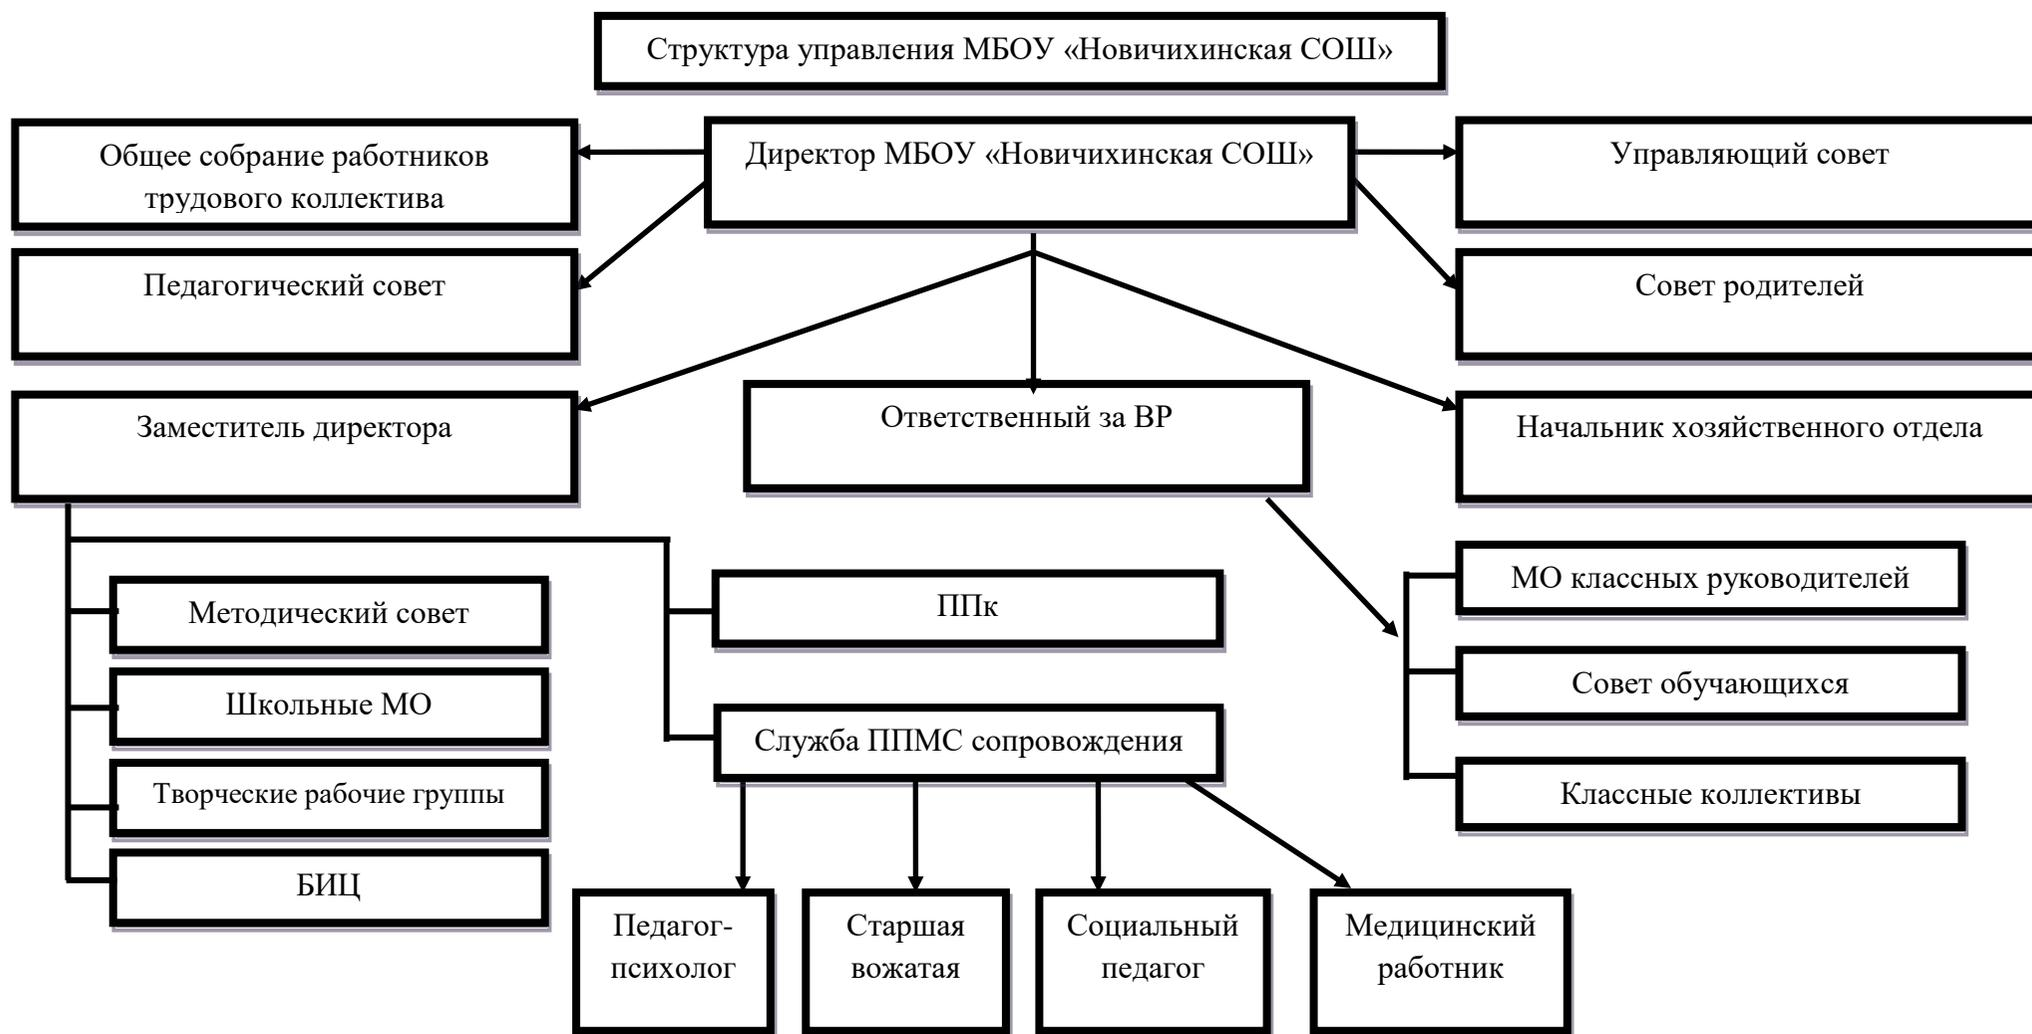 Структура управления МБОУ «Новичихинская СОШ»
Общее собрание работников
трудового коллектива
Директор МБОУ «Новичихинская СОШ»
Управляющий совет
Педагогический совет
Совет родителей
Заместитель директора
Ответственный за ВР
Начальник хозяйственного отдела
Методический совет
Школьные МО
Творческие рабочие группы
БИЦ
ППк
Служба ППМС сопровождения
МО классных руководителей
Совет обучающихся
Классные коллективы
Педагог-
психолог
Старшая
вожатая
Социальный
педагог
Медицинский
работник